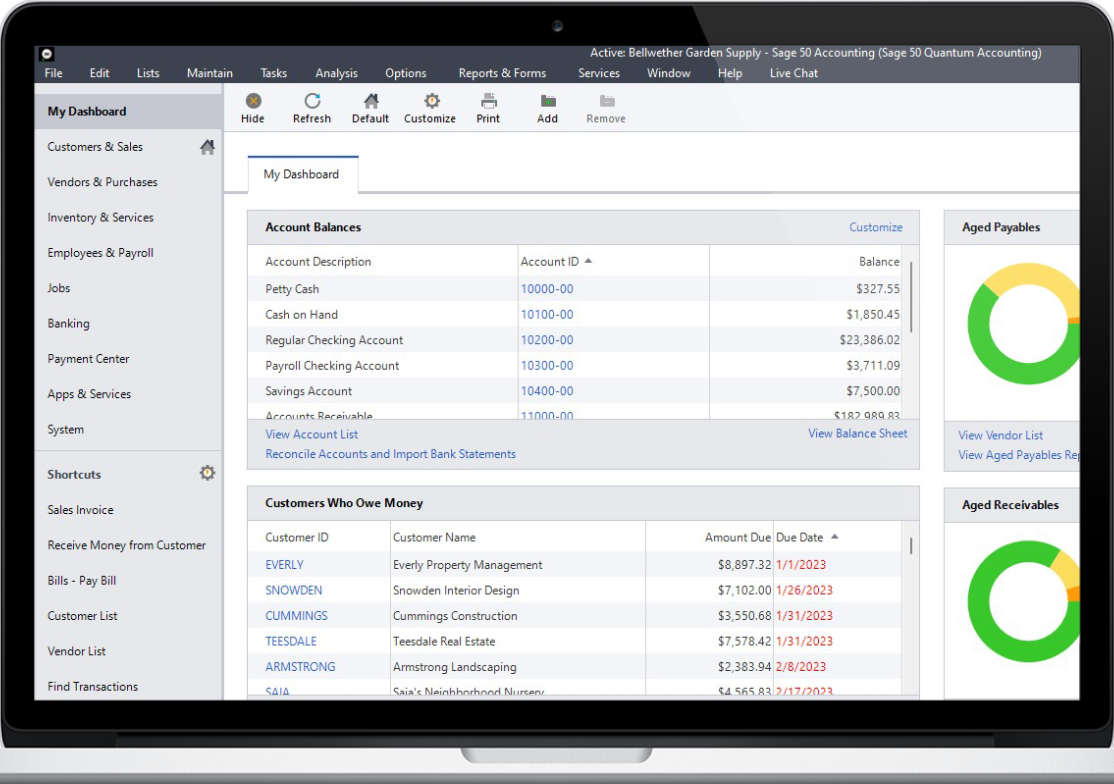 Active: Bellwether Garden Supply - Sage 50 Accounting (Sage 50 Quantum Accounting)
File Edit Lists Maintain Tasks Analysis Options Reports & Forms Services Window Help Live Chat
My Dashboard
Customers & Sales
Vendors & Purchases
Inventory & Services
Employees & Payroll
Jobs
Banking
Payment Center
Apps & Services
System
Shortcuts
Sales Invoice
Receive Money from Customer
Bills - Pay Bill
Customer List
Vendor List
Find Transactions
Hide Refresh Default Customize Print Add Remove
My Dashboard
Account Balances Customize
Account Description Account ID Balance
Petty Cash 10000-00 $327.55
Cash on Hand 10100-00 $1,850.45
Regular Checking Account 10200-00 $23,386.02
Payroll Checking Account 10300-00 $3,711.09
Savings Account 10400-00 $7,500.00
Accounts Receivable 11000-00 $182,989.83
View Account List View Balance Sheet
Reconcile Accounts and Import Bank Statements
Customers Who Owe Money
Customer ID Customer Name Amount Due Due Date
EVERLY Everly Property Management $8,897.32 1/1/2023
SNOWDEN Snowden Interior Design $7,102.00 1/26/2023
CUMMINGS Cummings Construction $3,550.68 1/31/2023
TEESDALE Teesdale Real Estate $7,578.42 1/31/2023
ARMSTRONG Armstrong Landscaping $2,383.94 2/8/2023
SAIA Saia's Neighborhood Nursery $4,565.83 2/17/2023
Aged Payables
View Vendor List
View Aged Payables Rep
Aged Receivables